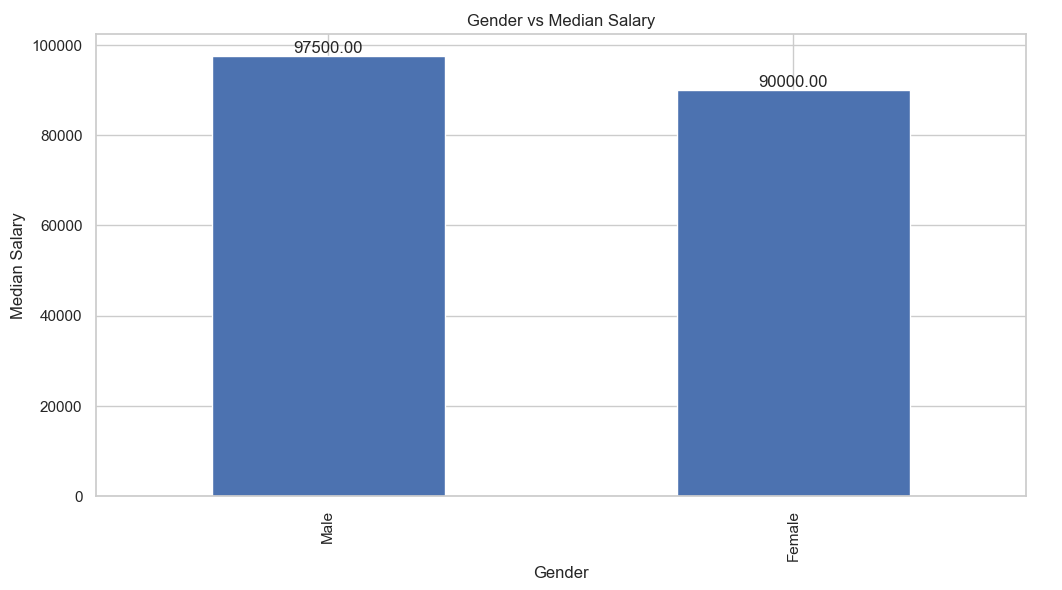 Gender vs Median Salary
100000
80000
60000
40000
20000
0
Median Salary
97500.00
90000.00
Male
Female
Gender